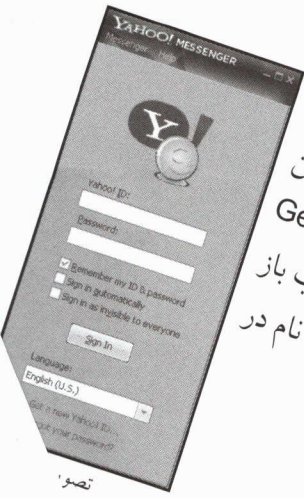 YAHOO! MESSENGER
Messenger Help
Y!
Yahoo! ID:
Password:
Remember my ID & password
Sign in automatically
Sign in as invisible to everyone
Sign In
Language:
English (U.S.)
Get a new Yahoo! ID...
got your password?
Ge
باز
نام در